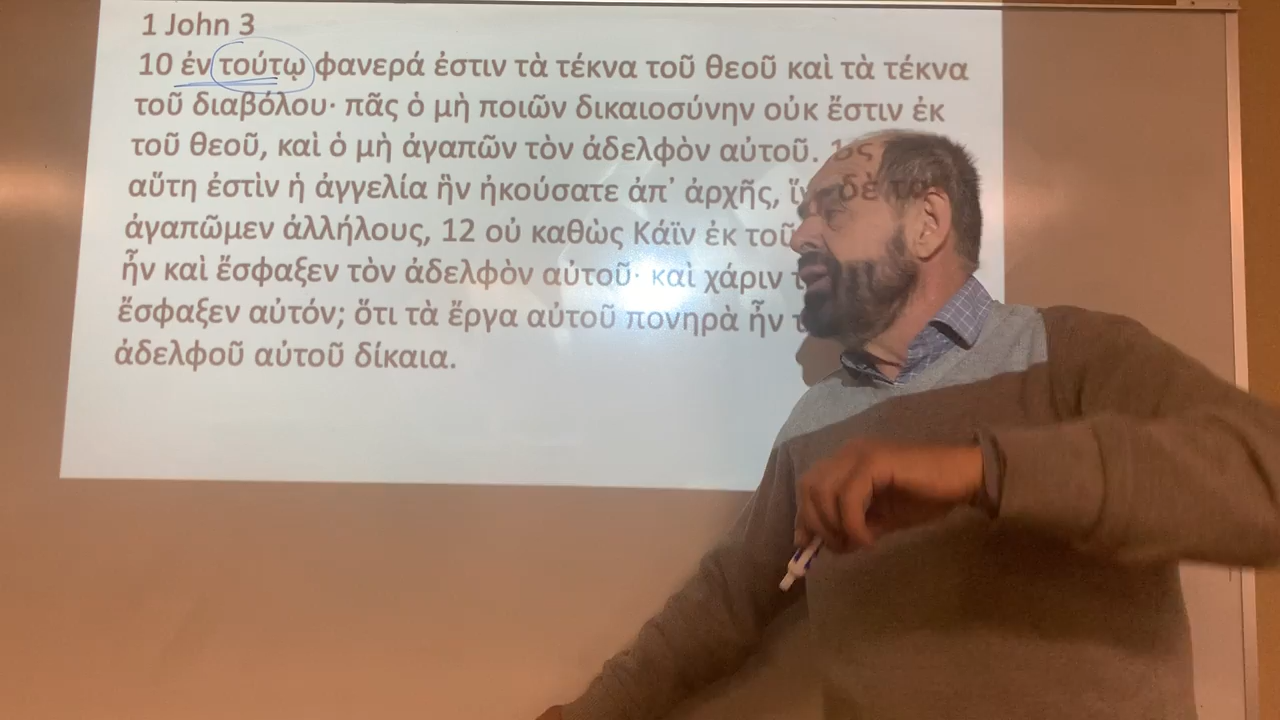 1 John 3
10 ἐν τούτῳ φανερά ἐστιν τὰ τέκνα τοῦ θεοῦ καὶ τὰ τέκνα
τοῦ διαβόλου· πᾶς ὁ μὴ ποιῶν δικαιοσύνην οὐκ ἔστιν ἐκ
τοῦ θεοῦ, καὶ ὁ μὴ ἀγαπῶν τὸν ἀδελφὸν αὐτοῦ.
αὕτη ἐστὶν ἡ ἀγγελία ἣν ἠκούσατε ἀπ᾽ ἀρχῆς,
ἀγαπῶμεν ἀλλήλους, 12 οὐ καθὼς Κάϊν ἐκ τοῦ
ἦν καὶ ἔσφαξεν τὸν ἀδελφὸν αὐτοῦ· καὶ χάριν
ἔσφαξεν αὐτόν; ὅτι τὰ ἔργα αὐτοῦ πονηρὰ ἦν
ἀδελφοῦ αὐτοῦ δίκαια.